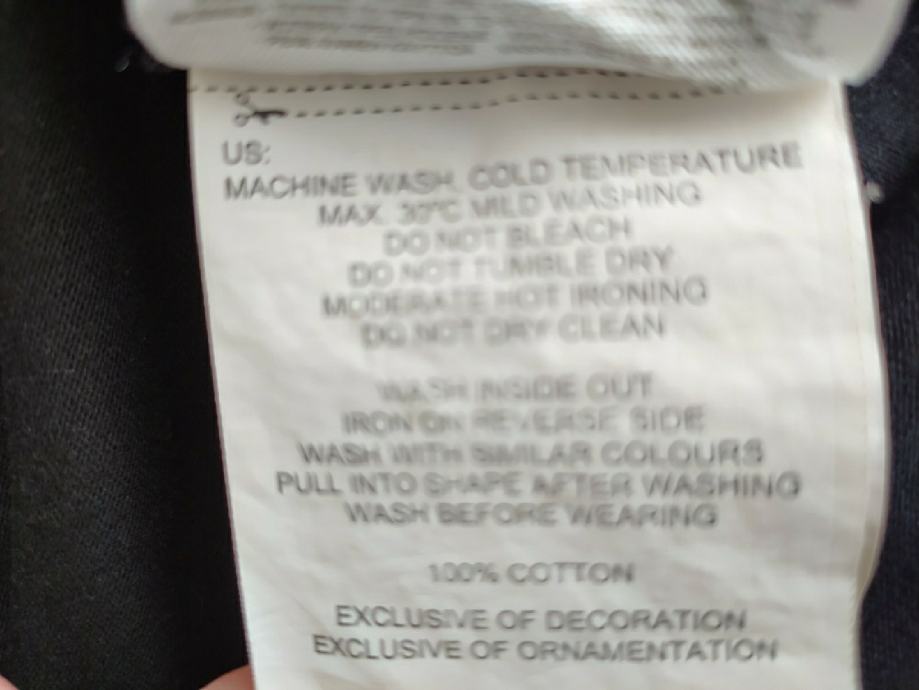 US:
MACHINE WASH, COLD TEMPERATURE
MAX. 30°C MILD WASHING
DO NOT BLEACH
DO NOT TUMBLE DRY
MODERATE HOT IRONING
DO NOT DRY CLEAN
WASH INSIDE OUT
IRON ON REVERSE SIDE
WASH WITH SIMILAR COLOURS
PULL INTO SHAPE AFTER WASHING
WASH BEFORE WEARING
100% COTTON
EXCLUSIVE OF DECORATION
EXCLUSIVE OF ORNAMENTATION